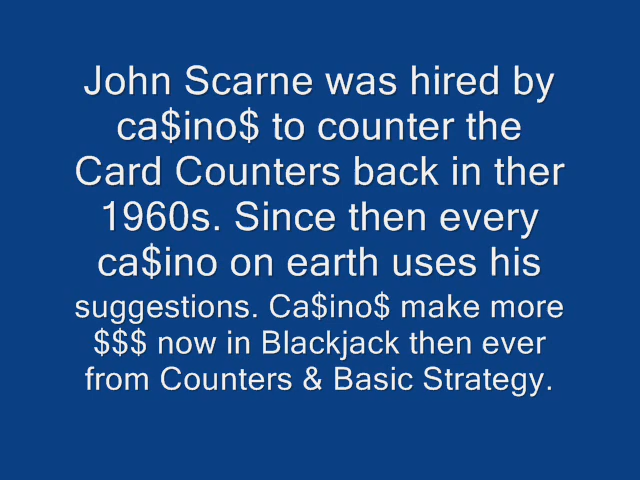 John Scarne was hired by
ca$ino$ to counter the
Card Counters back in ther
1960s. Since then every
ca$ino on earth uses his
suggestions. Ca$ino$ make more
$$$ now in Blackjack then ever
from Counters & Basic Strategy.